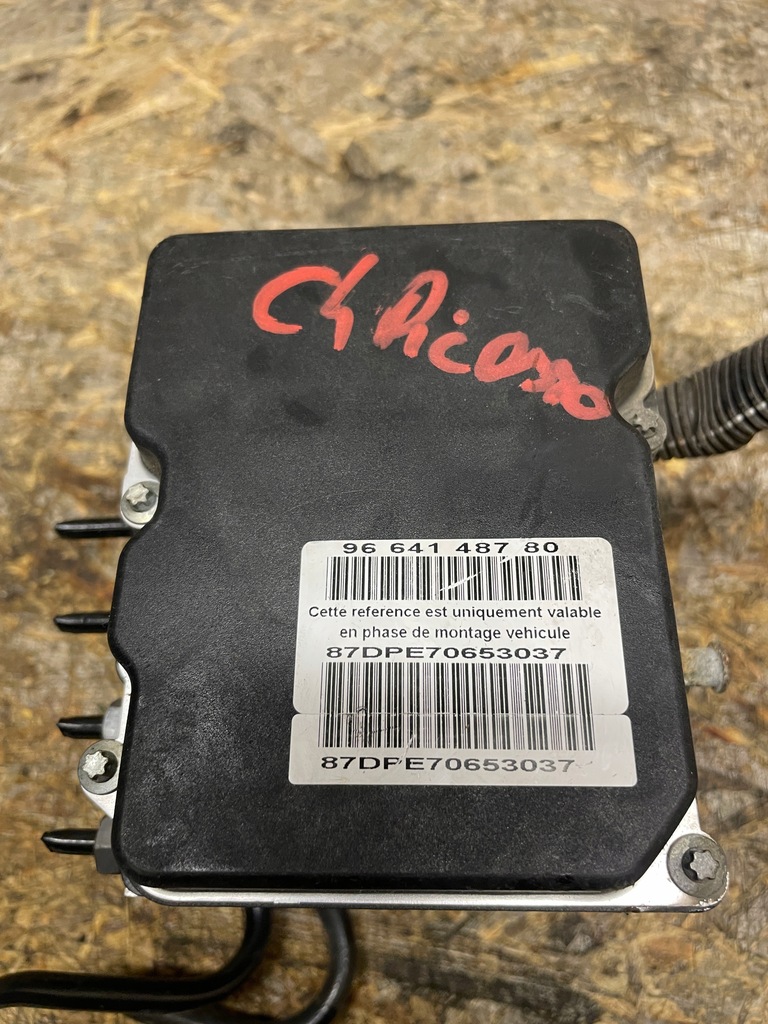 C4 Picasso
96 641 487 80
Cette reference est uniquement valable
en phase de montage vehicule
87DPE70653037
87DPE70653037